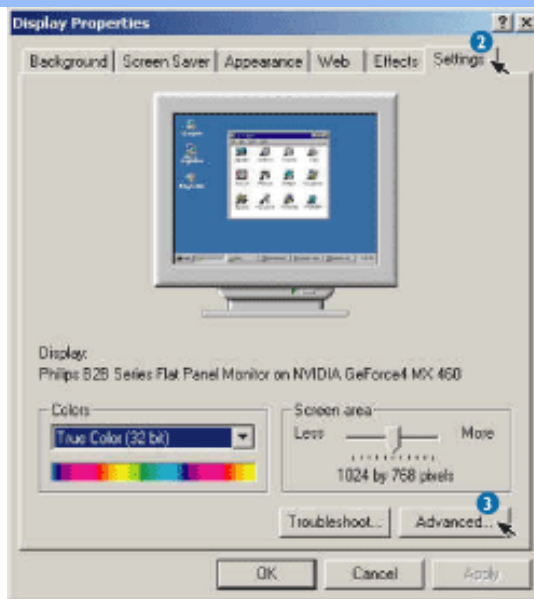 Display Properties
2
Background Screen Saver Appearance Web Effects Settings
Display:
Philips B2B Series Flat Panel Monitor on NVIDIA GeForce4 MX 460
Colors
Screen area
True Color (32 bit)
Less More
1024 by 768 pixels
3
Troubleshoot... Advanced...
OK Cancel Apply